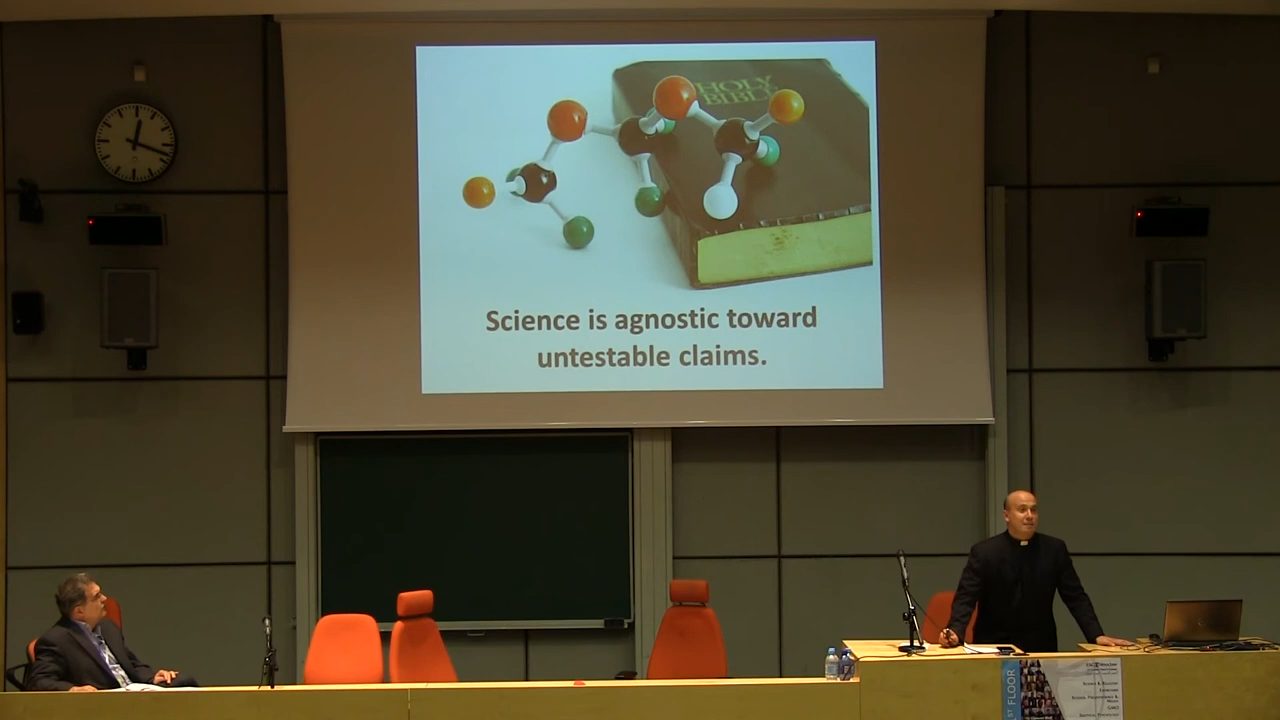 HOLY
BIBLE
Science is agnostic toward
untestable claims.
FLOOR